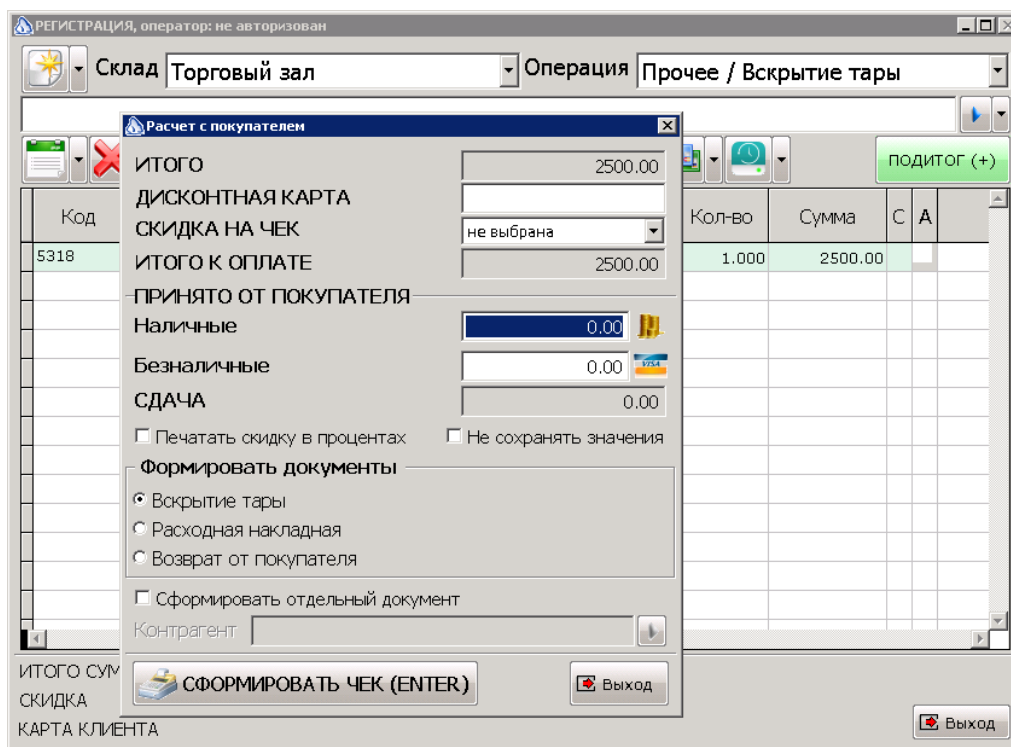 РЕГИСТРАЦИЯ, оператор: не авторизован
Склад Торговый зал Операция Прочее / Вскрытие тары
Расчет с покупателем
ПОДИТОГ (+)
ИТОГО 2500.00
ДИСКОНТНАЯ КАРТА
СКИДКА НА ЧЕК не выбрана
ИТОГО К ОПЛАТЕ 2500.00
Код Кол-во Сумма С А
5318 1.000 2500.00
ПРИНЯТО ОТ ПОКУПАТЕЛЯ
Наличные 0.00
Безналичные 0.00 VISA
СДАЧА 0.00
Печатать скидку в процентах Не сохранять значения
Формировать документы
Вскрытие тары
Расходная накладная
Возврат от покупателя
Сформировать отдельный документ
Контрагент
СФОРМИРОВАТЬ ЧЕК (ENTER) Выход
ИТОГО СУМ
СКИДКА
КАРТА КЛИЕНТА Выход